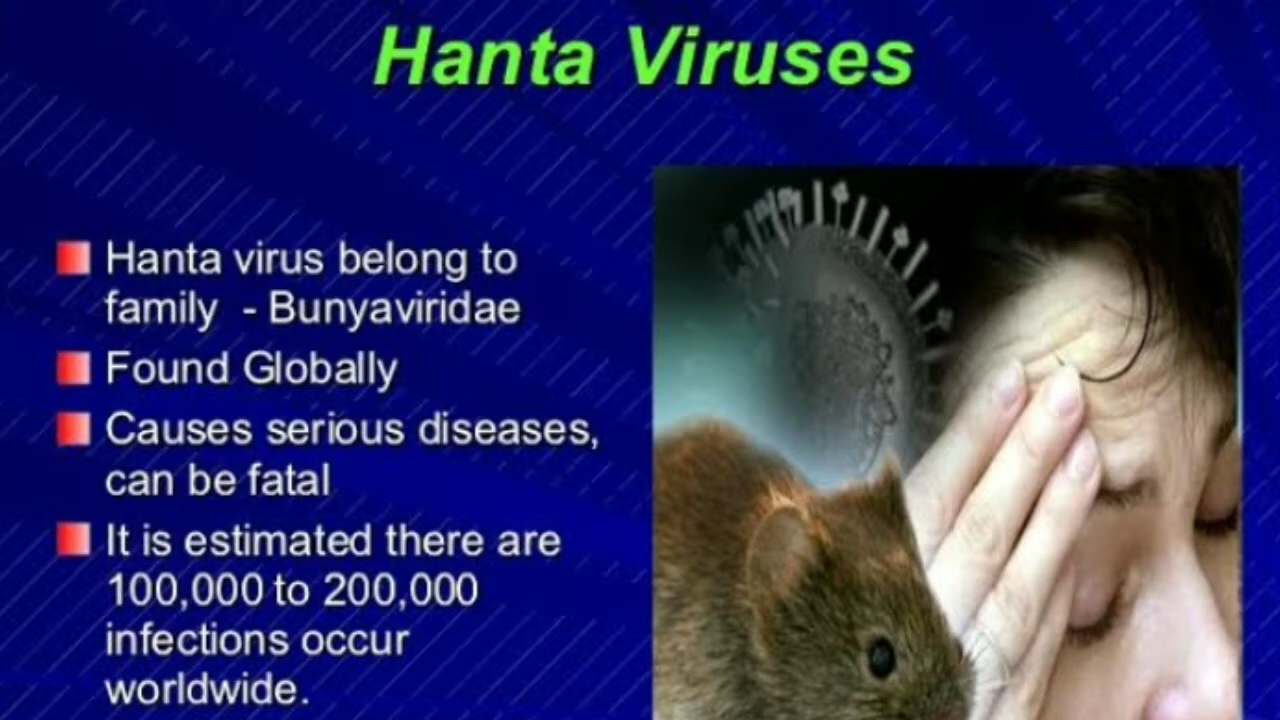 Hanta Viruses
Hanta virus belong to
family - Bunyaviridae
Found Globally
Causes serious diseases,
can be fatal
It is estimated there are
100,000 to 200,000
infections occur
worldwide.